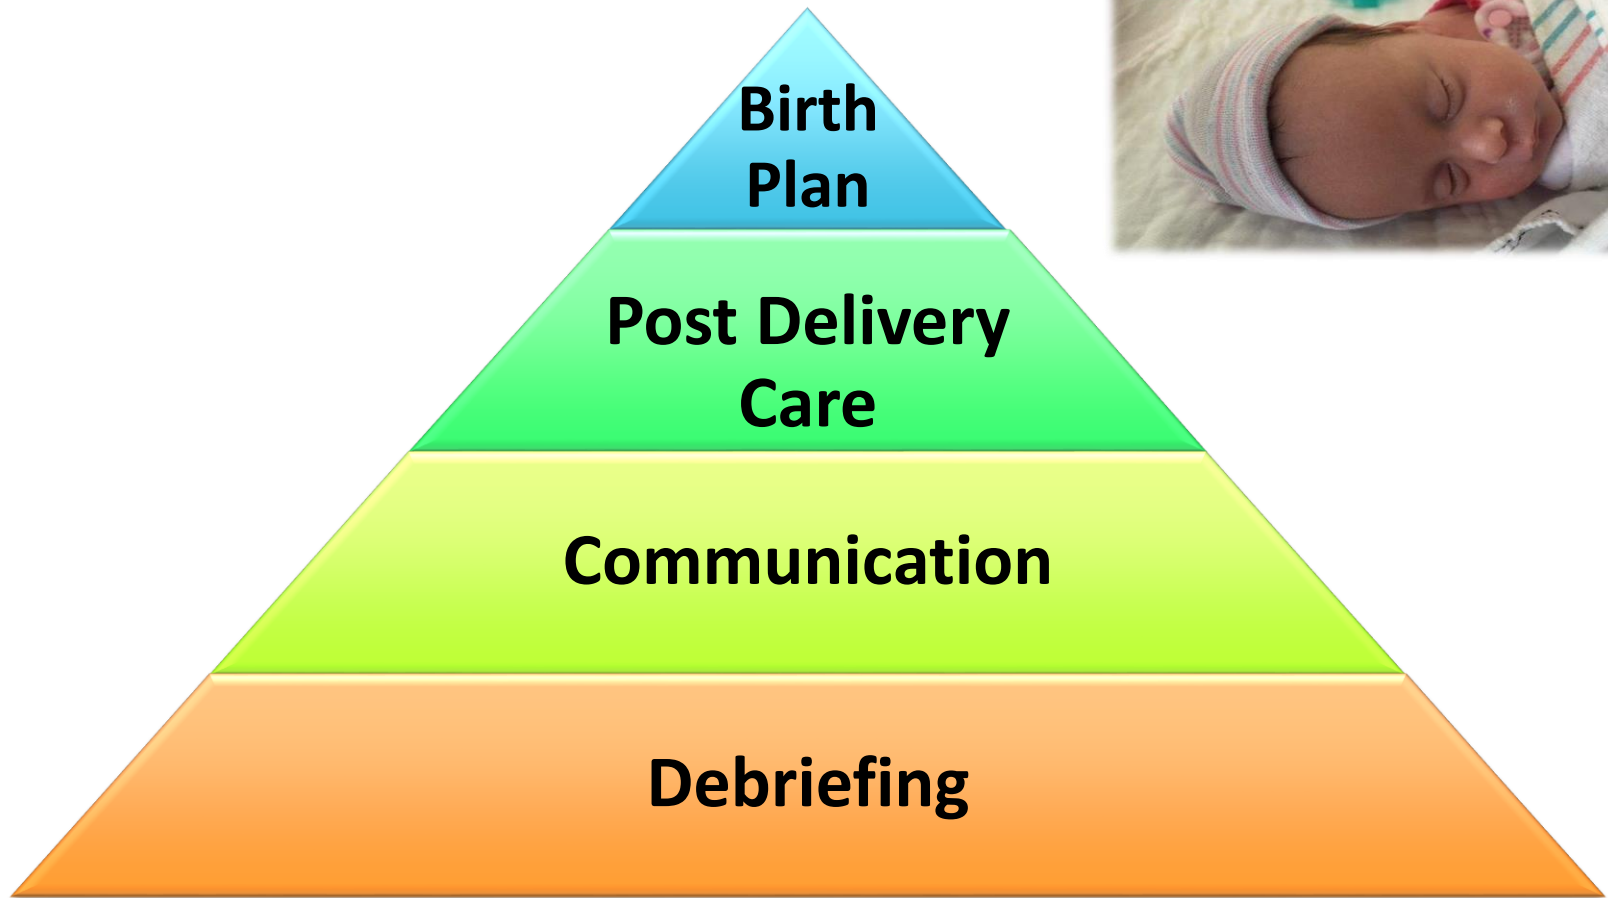 Birth
Plan
Post Delivery
Care
Communication
Debriefing